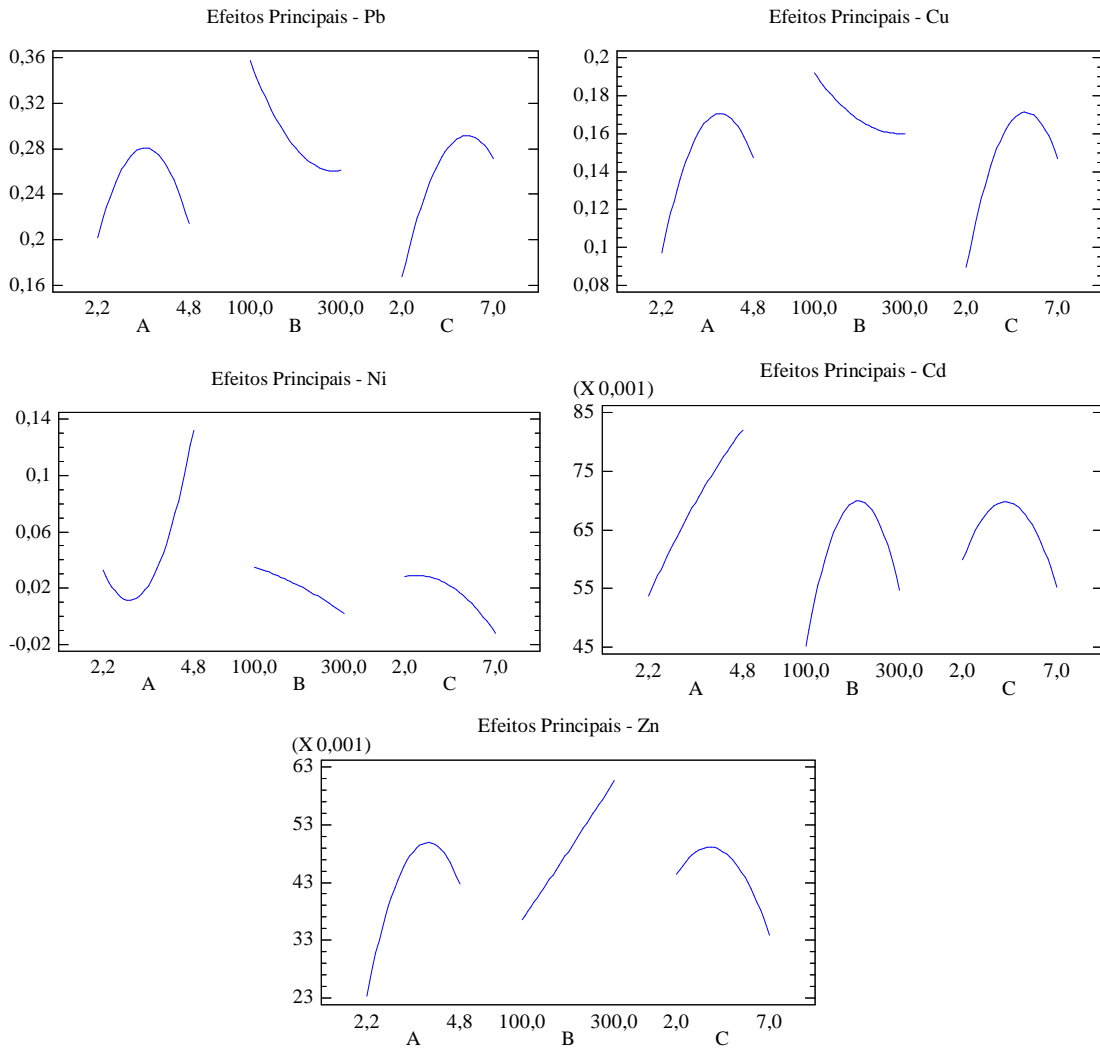 Efeitos Principais - Pb
0,36
0,32
0,28
0,24
0,2
0,16
2,2 4,8 100,0 300,0 2,0 7,0
A B C
Efeitos Principais - Cu
0,2
0,18
0,16
0,14
0,12
0,1
0,08
2,2 4,8 100,0 300,0 2,0 7,0
A B C
Efeitos Principais - Ni
0,14
0,1
0,06
0,02
-0,02
2,2 4,8 100,0 300,0 2,0 7,0
A B C
Efeitos Principais - Cd
(X 0,001)
85
75
65
55
45
2,2 4,8 100,0 300,0 2,0 7,0
A B C
Efeitos Principais - Zn
(X 0,001)
63
53
43
33
23
2,2 4,8 100,0 300,0 2,0 7,0
A B C